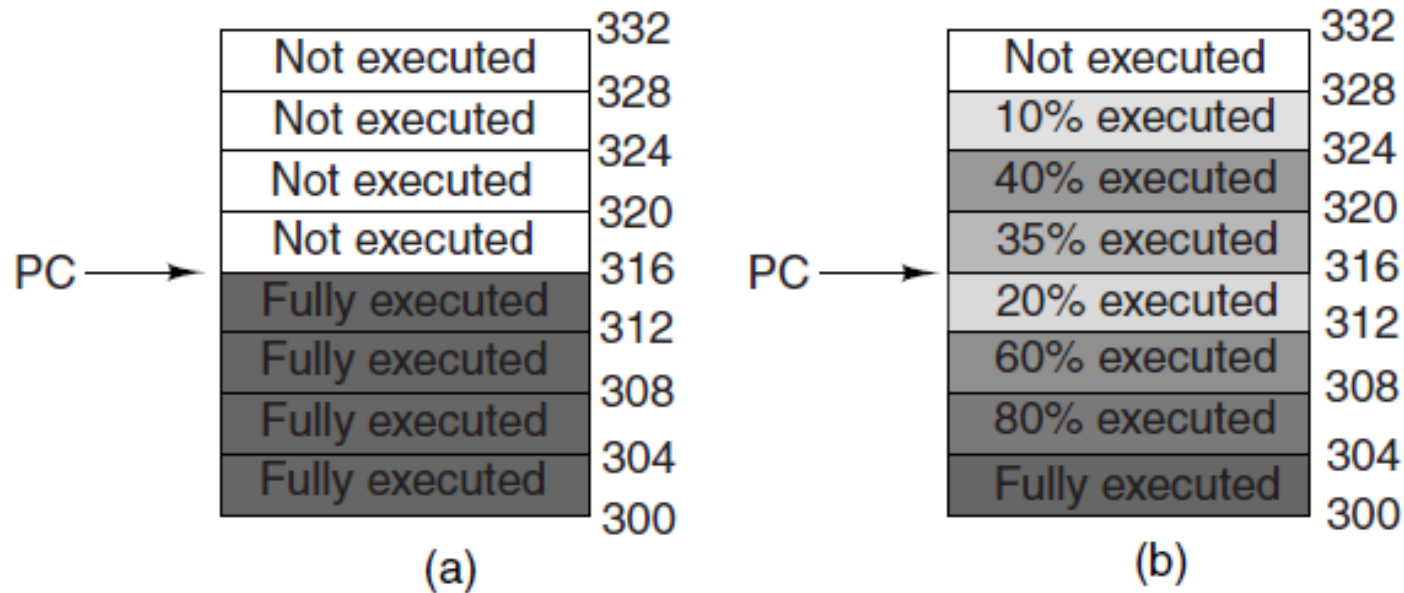 332
Not executed
328
Not executed
324
Not executed
320
Not executed
PC
316
Fully executed
312
Fully executed
308
Fully executed
304
Fully executed
300
(a)
332
Not executed
328
10% executed
324
40% executed
320
35% executed
PC
316
20% executed
312
60% executed
308
80% executed
304
Fully executed
300
(b)